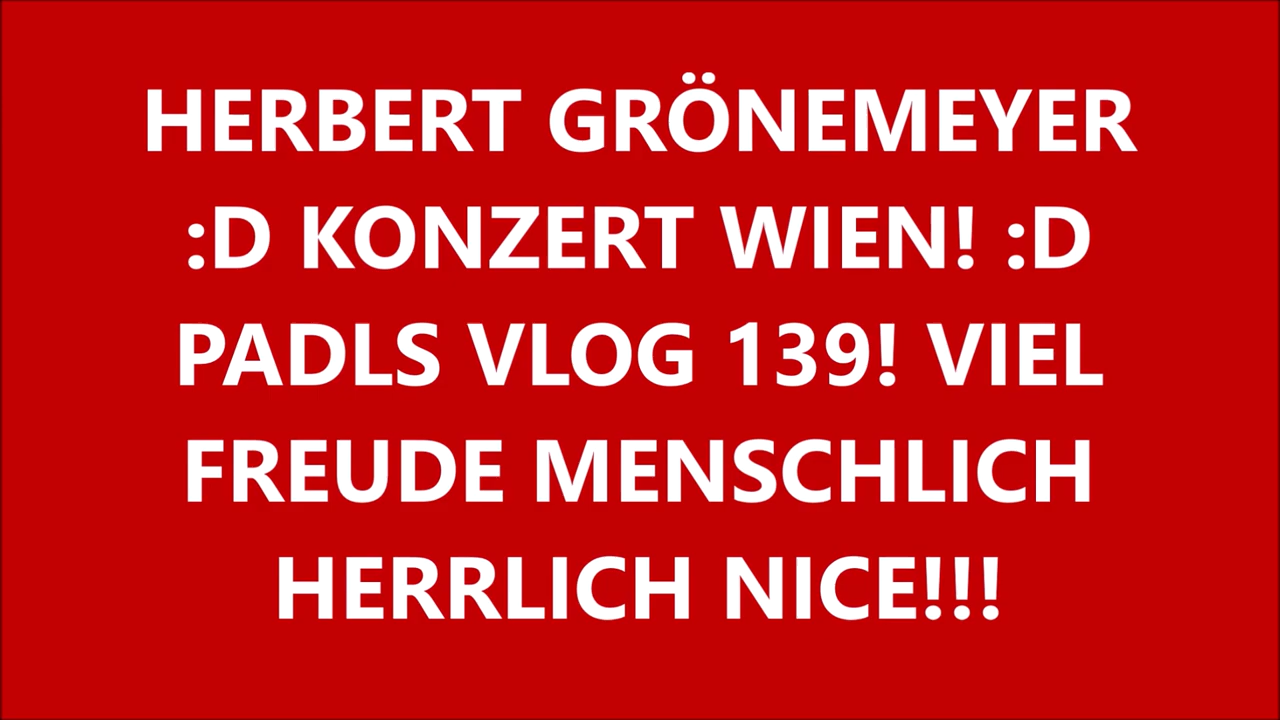 HERBERT GRÖNEMEYER
:D KONZERT WIEN! :D
PADLS VLOG 139! VIEL
FREUDE MENSCHLICH
HERRLICH NICE!!!